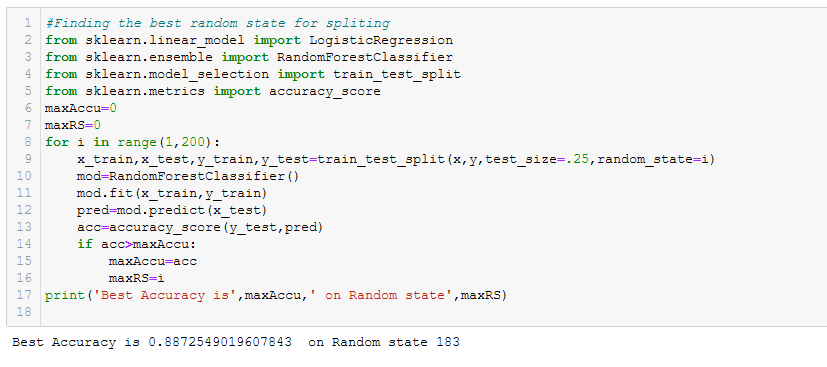 1 #Finding the best random state for spliting
2 from sklearn.linear_model import LogisticRegression
3 from sklearn.ensemble import RandomForestClassifier
4 from sklearn.model_selection import train_test_split
5 from sklearn.metrics import accuracy_score
6 maxAccu=0
7 maxRS=0
8 for i in range(1,200):
9     x_train,x_test,y_train,y_test=train_test_split(x,y,test_size=.25,random_state=i)
10     mod=RandomForestClassifier()
11     mod.fit(x_train,y_train)
12     pred=mod.predict(x_test)
13     acc=accuracy_score(y_test,pred)
14     if acc>maxAccu:
15         maxAccu=acc
16         maxRS=i
17 print('Best Accuracy is',maxAccu,' on Random state',maxRS)
18
Best Accuracy is 0.8872549019607843  on Random state 183